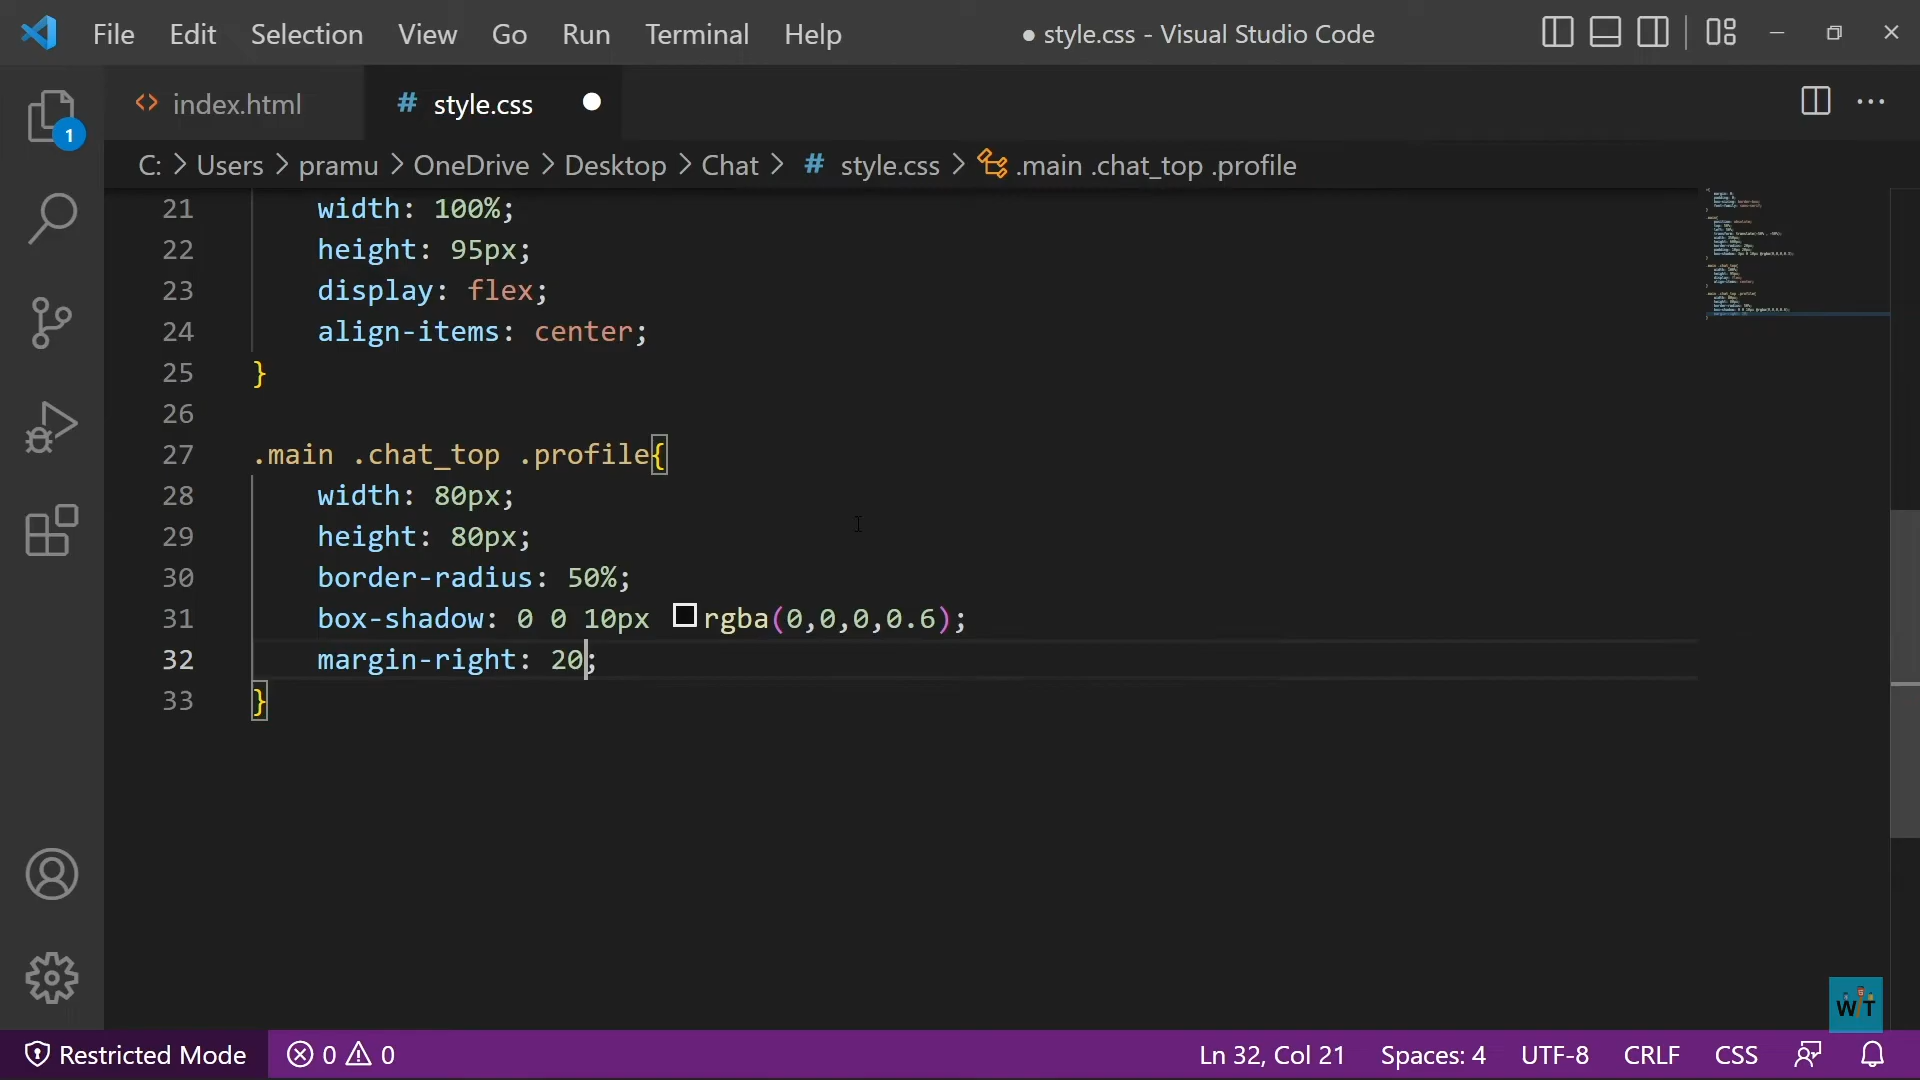 File Edit Selection View Go Run Terminal Help ● style.css - Visual Studio Code
<> index.html # style.css
C: > Users > pramu > OneDrive > Desktop > Chat > # style.css > .main .chat_top .profile
1
21 width: 100%;
22 height: 95px;
23 display: flex;
24 align-items: center;
25 }
26
27 .main .chat_top .profile{
28 width: 80px;
29 height: 80px;
30 border-radius: 50%;
31 box-shadow: 0 0 10px rgba(0,0,0,0.6);
32 margin-right: 20;
33 }
WiT
Restricted Mode 0 0 Ln 32, Col 21 Spaces: 4 UTF-8 CRLF CSS